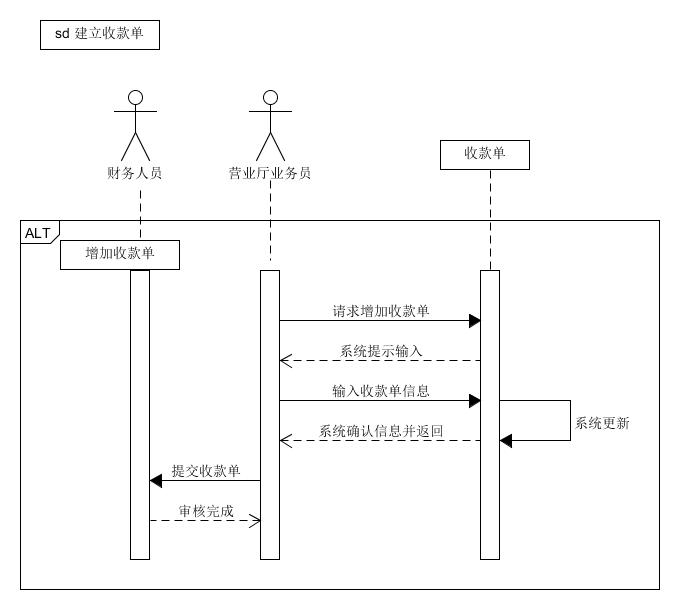 sd 建立收款单
财务人员
营业厅业务员
收款单
ALT
增加收款单
请求增加收款单
系统提示输入
输入收款单信息
系统更新
系统确认信息并返回
提交收款单
审核完成